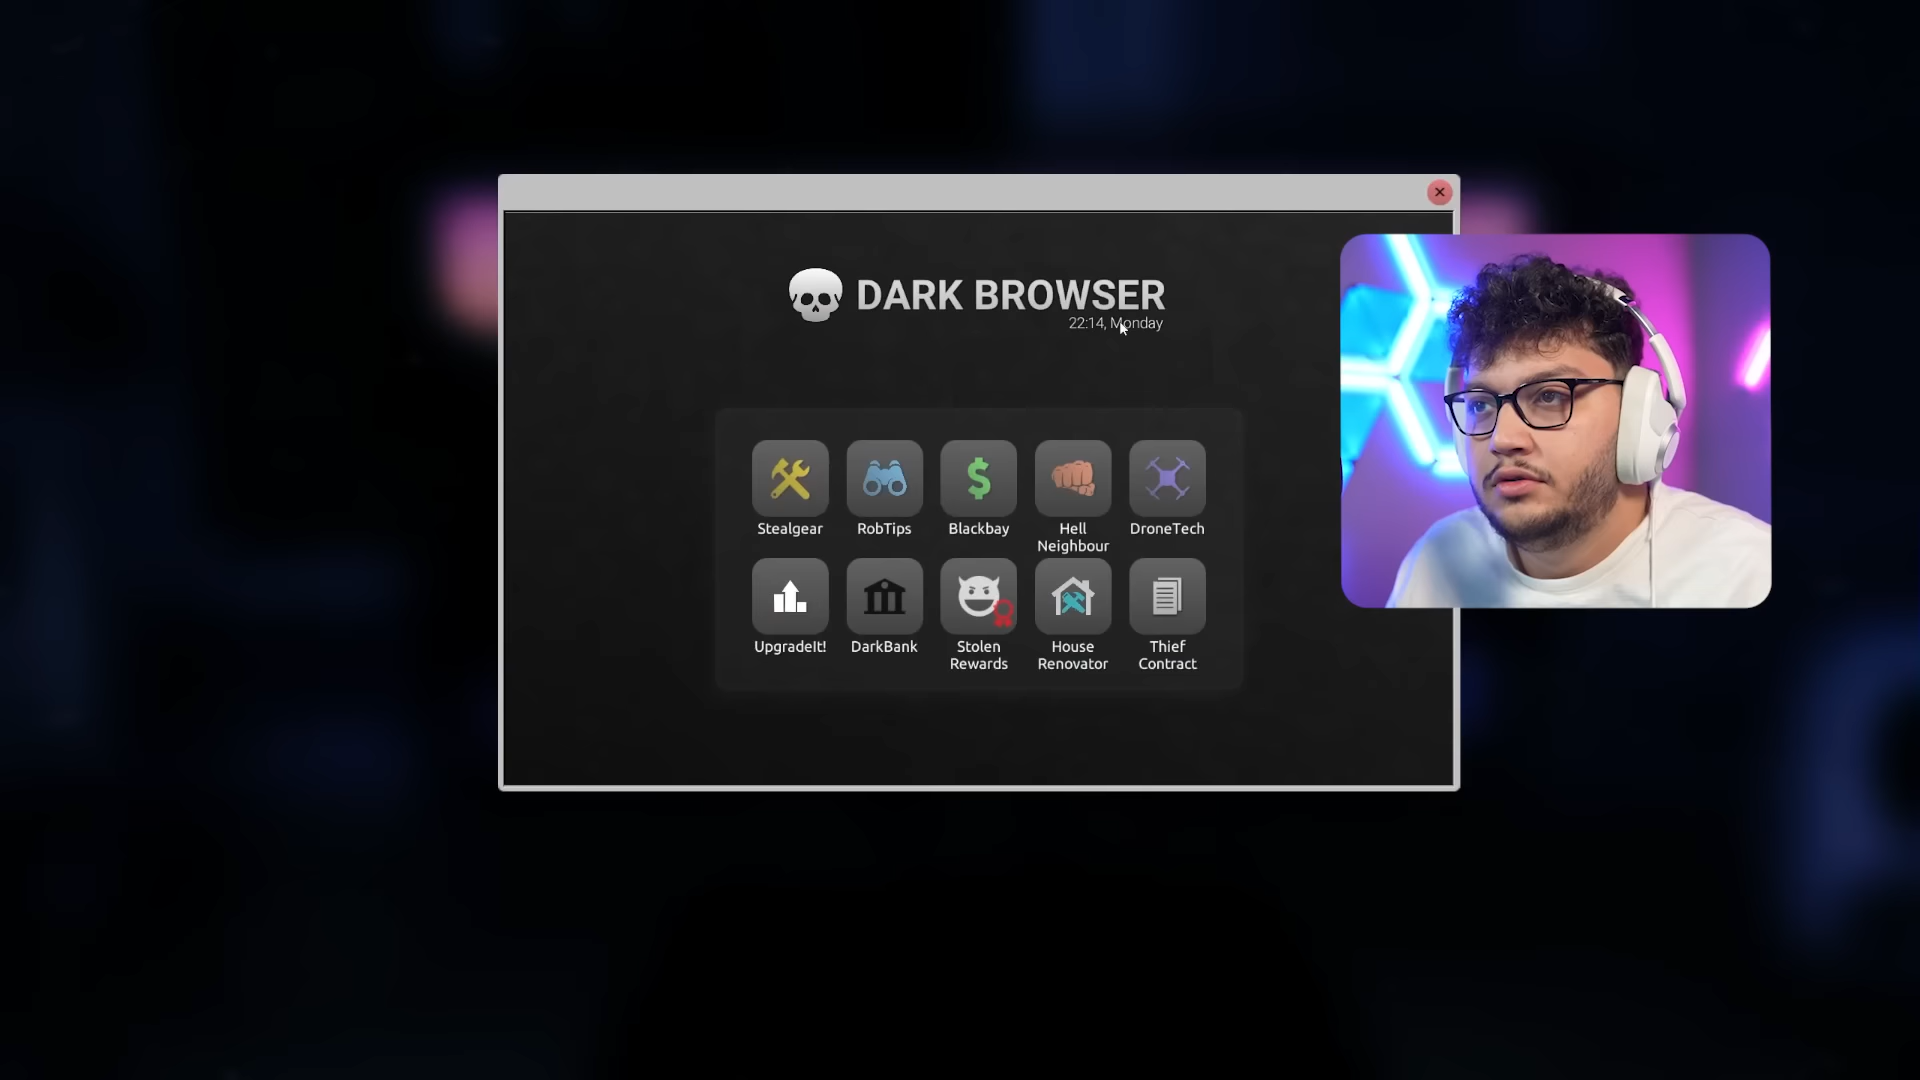 DARK BROWSER
22:14, Monday
Stealgear
RobTips
Blackbay
Hell
Neighbour
DroneTech
UpgradeIt!
DarkBank
Stolen
Rewards
House
Renovator
Thief
Contract